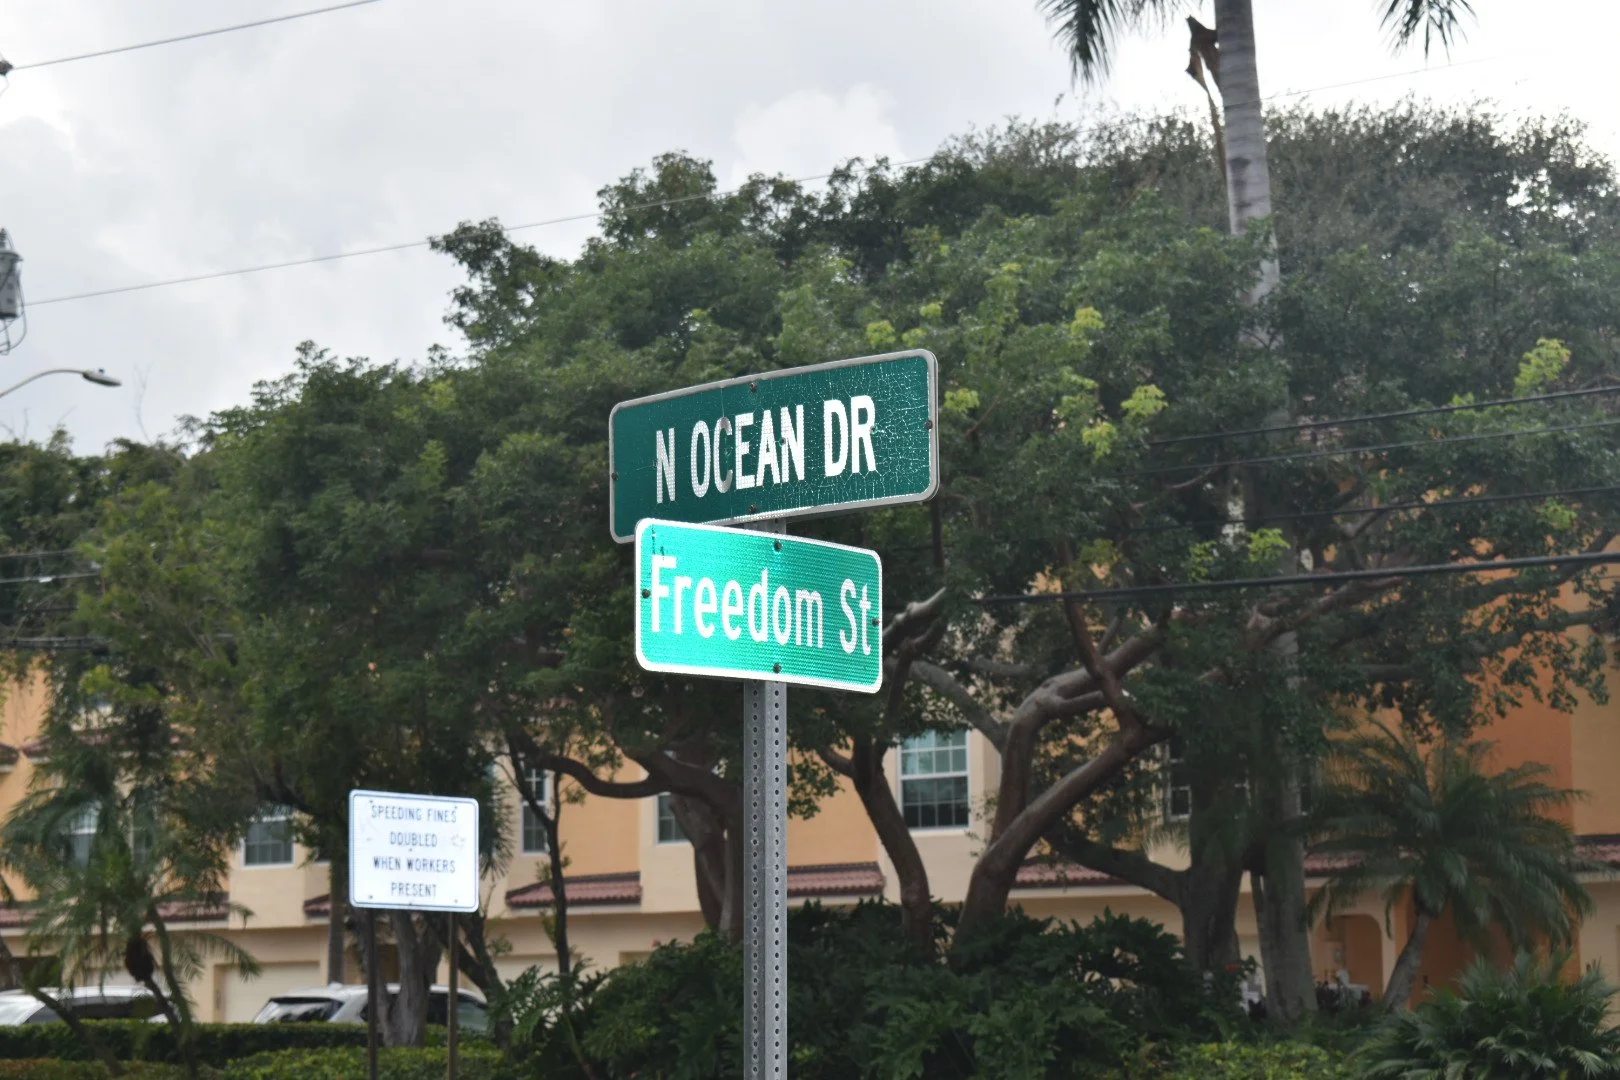 N OCEAN DR
Freedom St
SPEEDING FINES
DOUBLED
WHEN WORKERS
PRESENT